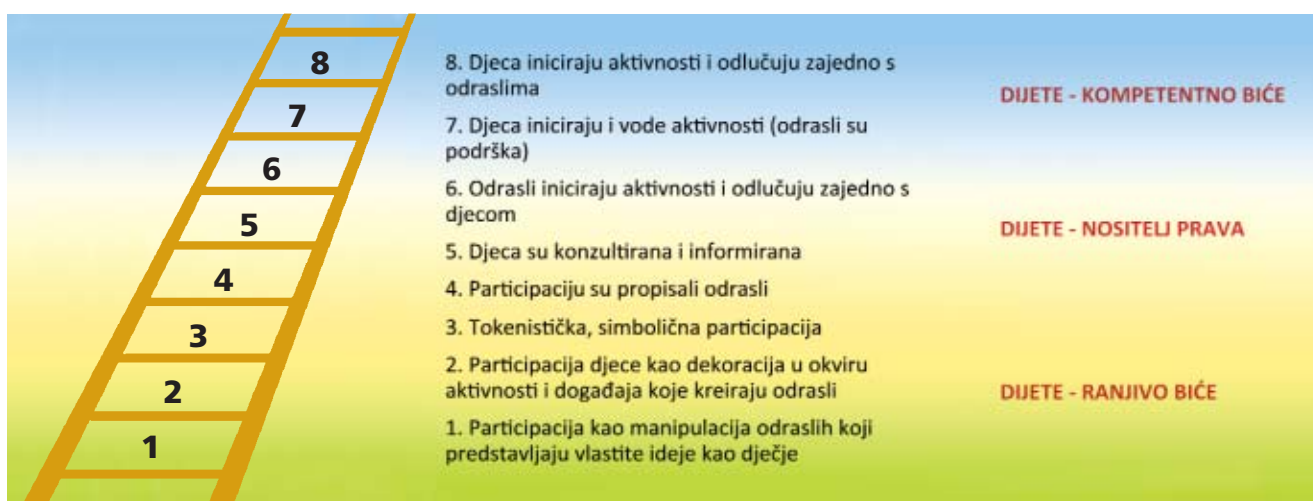 8
7
6
5
4
3
2
1
8. Djeca iniciraju aktivnosti i odlučuju zajedno s
odraslima
7. Djeca iniciraju i vode aktivnosti (odrasli su
podrška)
6. Odrasli iniciraju aktivnosti i odlučuju zajedno s
djecom
5. Djeca su konzultirana i informirana
4. Participaciju su propisali odrasli
3. Tokenistička, simbolična participacija
2. Participacija djece kao dekoracija u okviru
aktivnosti i događaja koje kreiraju odrasli
1. Participacija kao manipulacija odraslih koji
predstavljaju vlastite ideje kao dječje
DIJETE - KOMPETENTNO BIĆE
DIJETE - NOSITELJ PRAVA
DIJETE - RANJIVO BIĆE